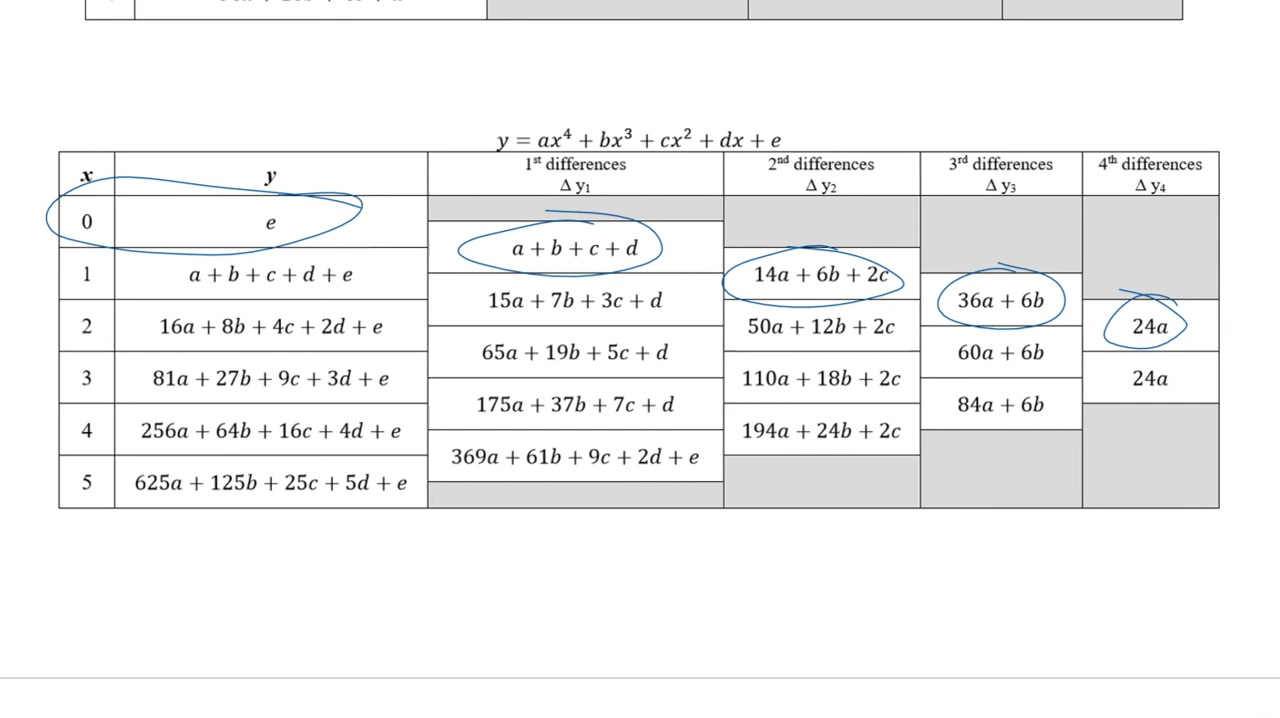 y = ax⁴ + bx³ + cx² + dx + e
x y 1st differences Δ y₁ 2nd differences Δ y₂ 3rd differences Δ y₃ 4th differences Δ y₄
0 e
a + b + c + d
1 a + b + c + d + e 14a + 6b + 2c
15a + 7b + 3c + d 36a + 6b
2 16a + 8b + 4c + 2d + e 50a + 12b + 2c 24a
65a + 19b + 5c + d 60a + 6b
3 81a + 27b + 9c + 3d + e 110a + 18b + 2c 24a
175a + 37b + 7c + d 84a + 6b
4 256a + 64b + 16c + 4d + e 194a + 24b + 2c
369a + 61b + 9c + 2d + e
5 625a + 125b + 25c + 5d + e